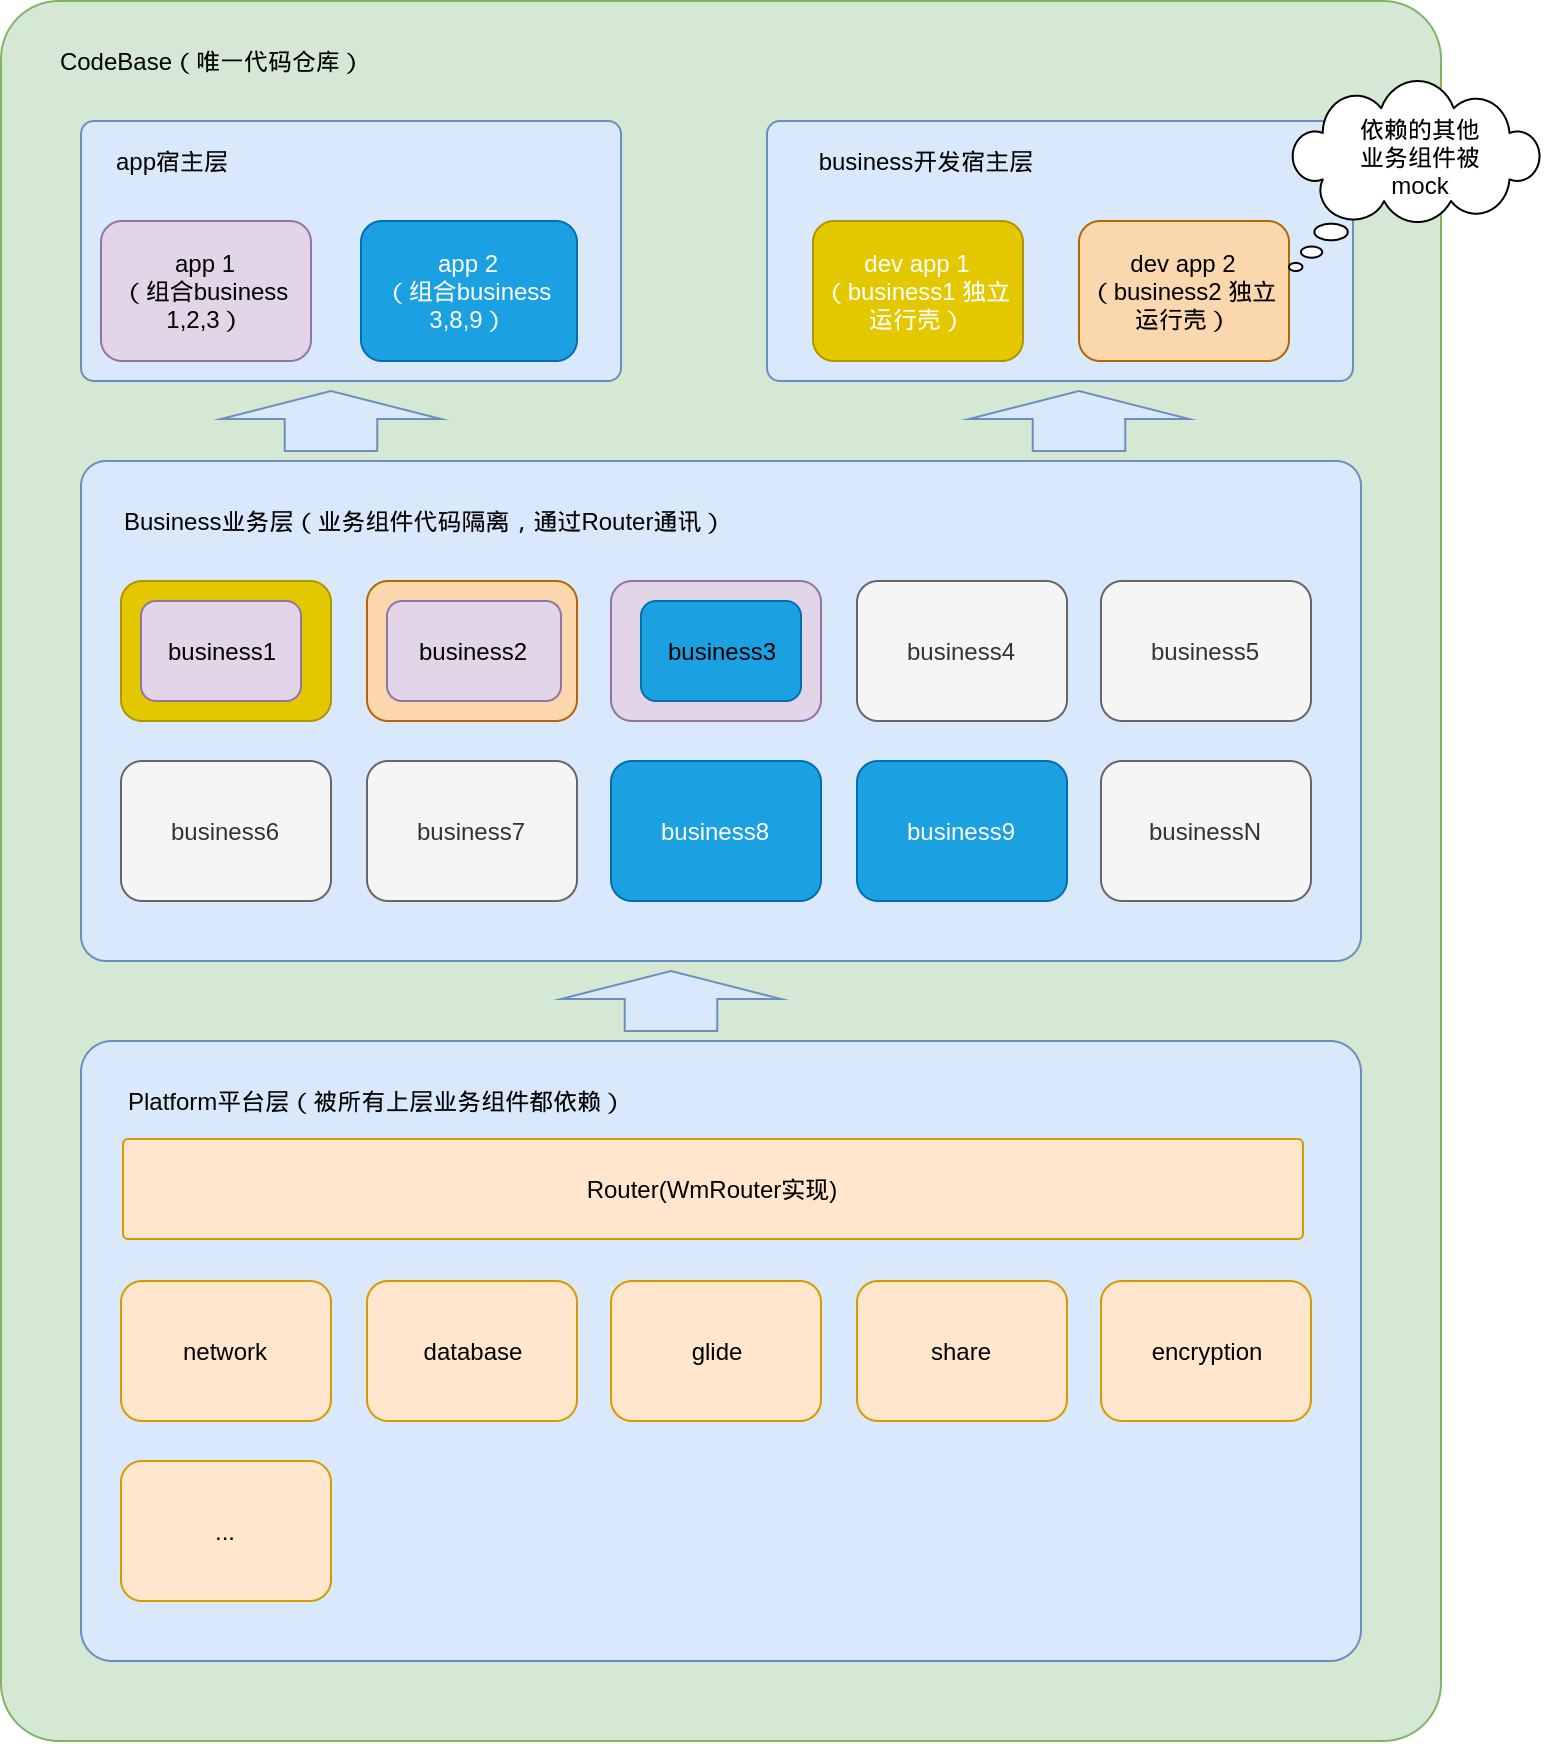 CodeBase（唯一代码仓库）
app宿主层
business开发宿主层
依赖的其他
业务组件被
mock
app 1
（组合business
1,2,3）
app 2
（组合business
3,8,9）
dev app 1
（business1 独立
运行壳）
dev app 2
（business2 独立
运行壳）
Business业务层（业务组件代码隔离，通过Router通讯）
business1
business2
business3
business4
business5
business6
business7
business8
business9
businessN
Platform平台层（被所有上层业务组件都依赖）
Router(WmRouter实现)
network
database
glide
share
encryption
...